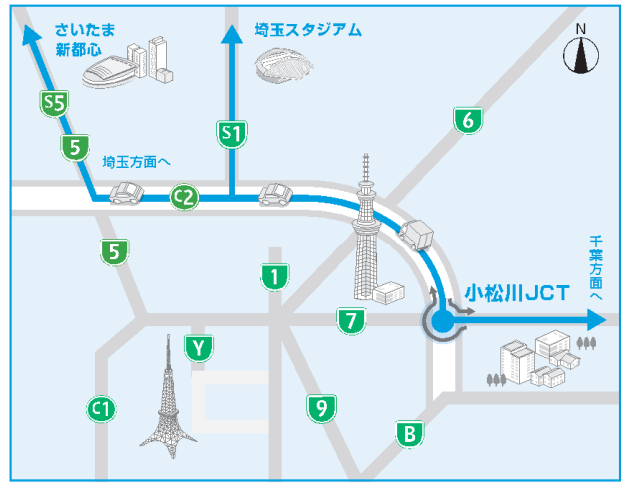 さいたま
新都心
埼玉スタジアム
N
S5
S1
6
5
埼玉方面へ
C2
5
1
千葉方面へ
小松川JCT
7
Y
C1
9
B